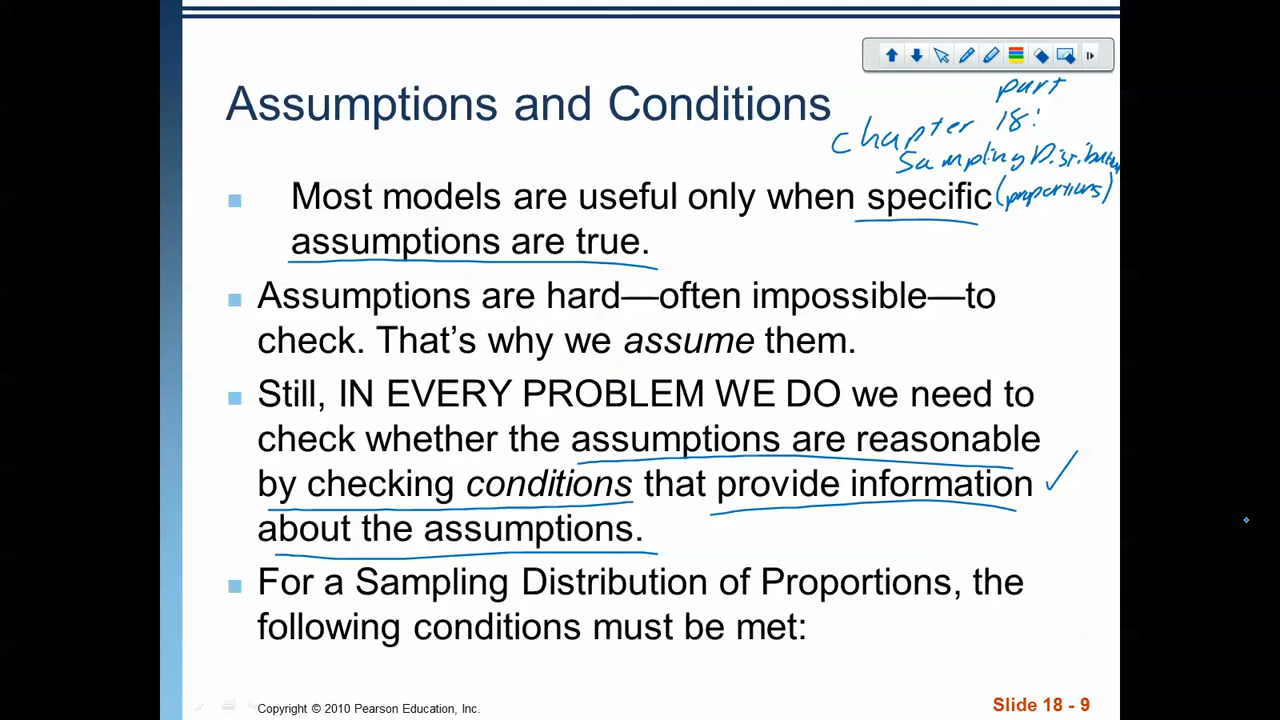 Assumptions and Conditions
part
Chapter 18:
Sampling Distribution
(proportions)
Most models are useful only when specific
assumptions are true.
Assumptions are hard—often impossible—to
check. That's why we assume them.
Still, IN EVERY PROBLEM WE DO we need to
check whether the assumptions are reasonable
by checking conditions that provide information
about the assumptions.
For a Sampling Distribution of Proportions, the
following conditions must be met:
Copyright © 2010 Pearson Education, Inc.
Slide 18 - 9